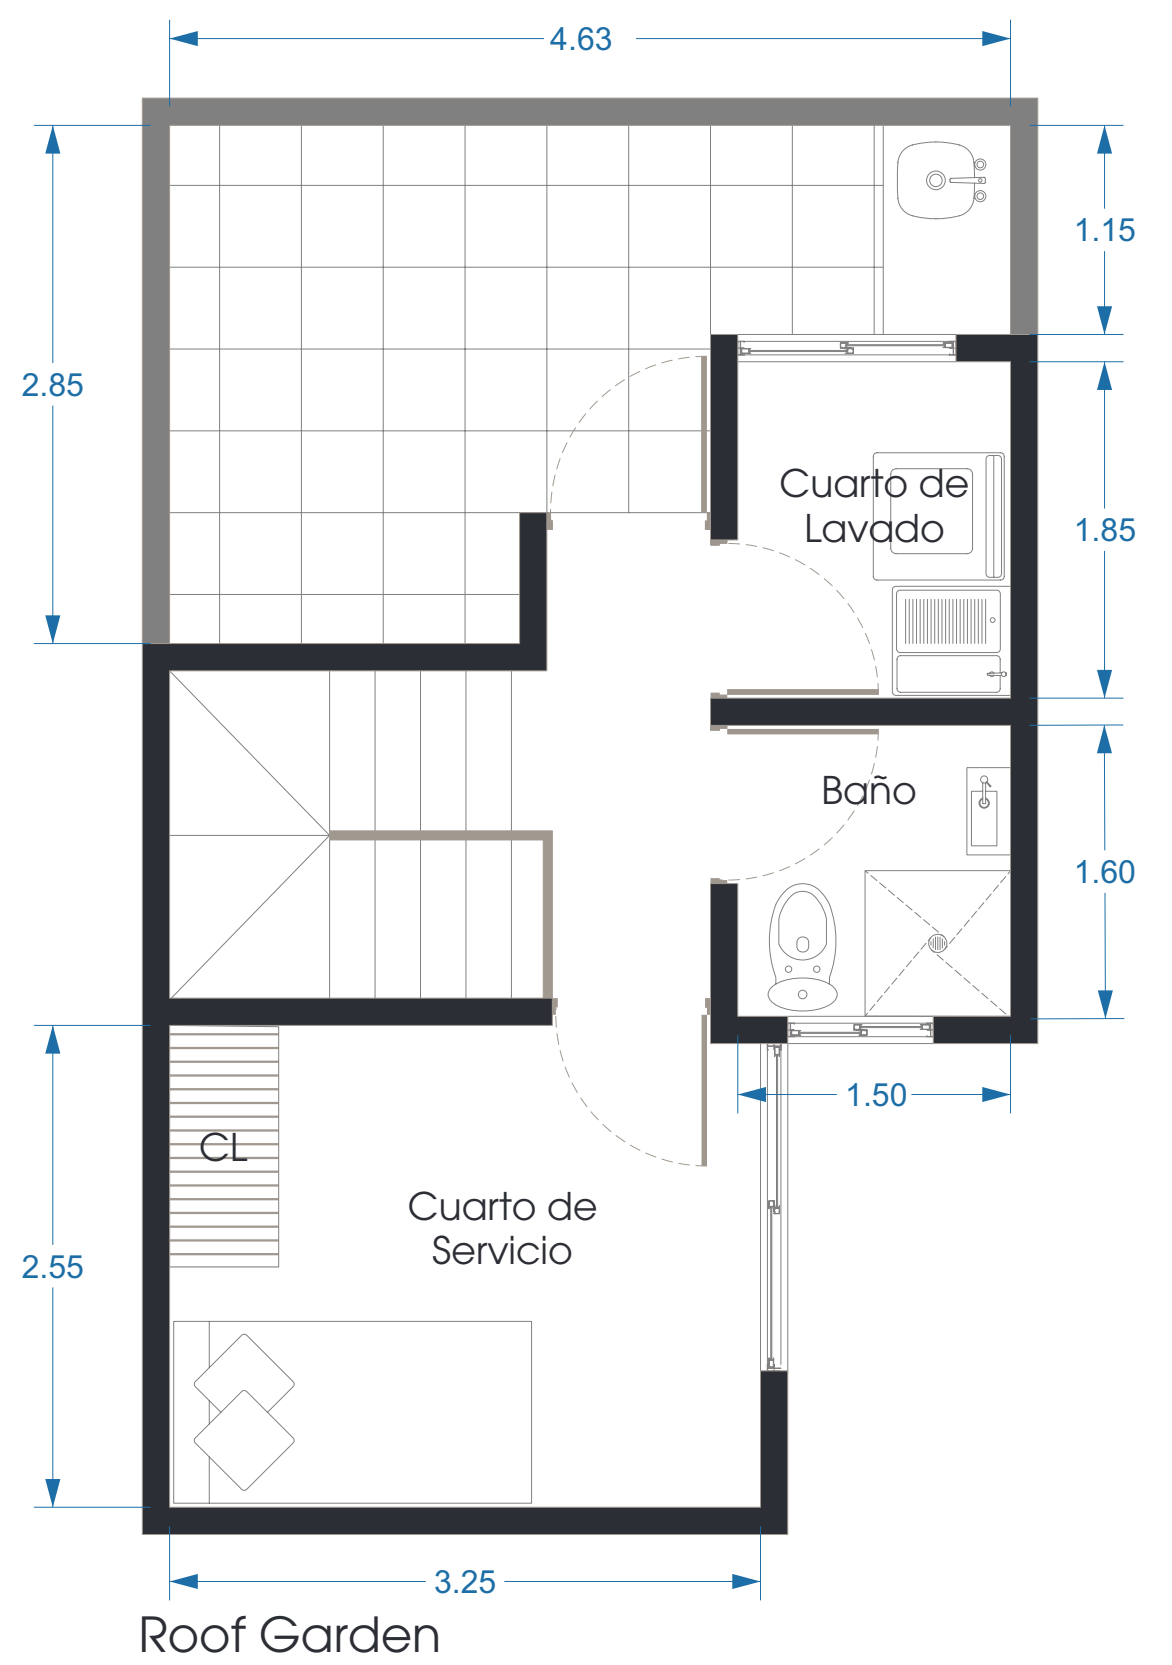 4.63
1.15
2.85
Cuarto de
Lavado
1.85
Baño
1.60
1.50
CL
Cuarto de
Servicio
2.55
3.25
Roof Garden